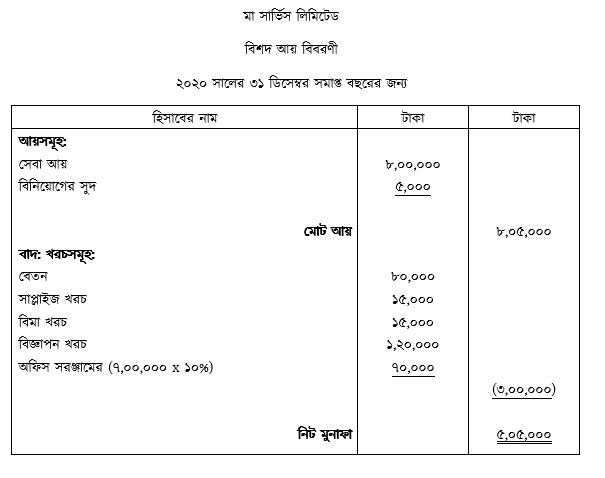 মা সার্ভিস লিমিটেড
বিশদ আয় বিবরণী
২০২০ সালের ৩১ ডিসেম্বর সমাপ্ত বছরের জন্য
হিসাবের নাম টাকা টাকা
আয়সমূহ:
সেবা আয় ৮,০০,০০০
বিনিয়োগের সুদ ৫,০০০
মোট আয় ৮,০৫,০০০
বাদ: খরচসমূহ:
বেতন ৮০,০০০
সাপ্লাইজ খরচ ১৫,০০০
বিমা খরচ ১৫,০০০
বিজ্ঞাপন খরচ ১,২০,০০০
অফিস সরঞ্জামের (৭,০০,০০০ x ১০%) ৭০,০০০
(৩,০০,০০০)
নিট মুনাফা ৫,০৫,০০০